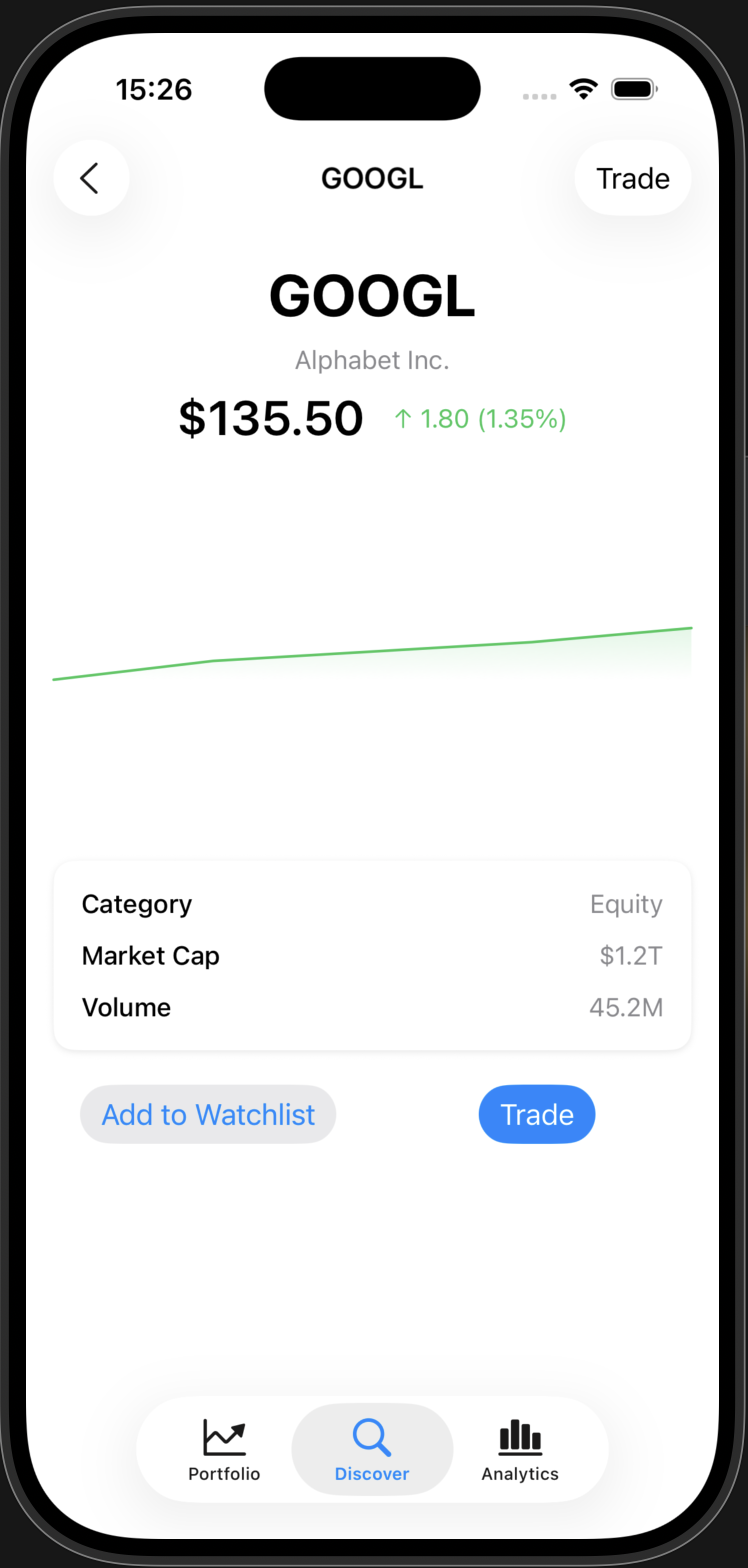 15:26
GOOGL
Trade
GOOGL
Alphabet Inc.
$135.50 ↑ 1.80 (1.35%)
Category Equity
Market Cap $1.2T
Volume 45.2M
Add to Watchlist Trade
Portfolio Discover Analytics